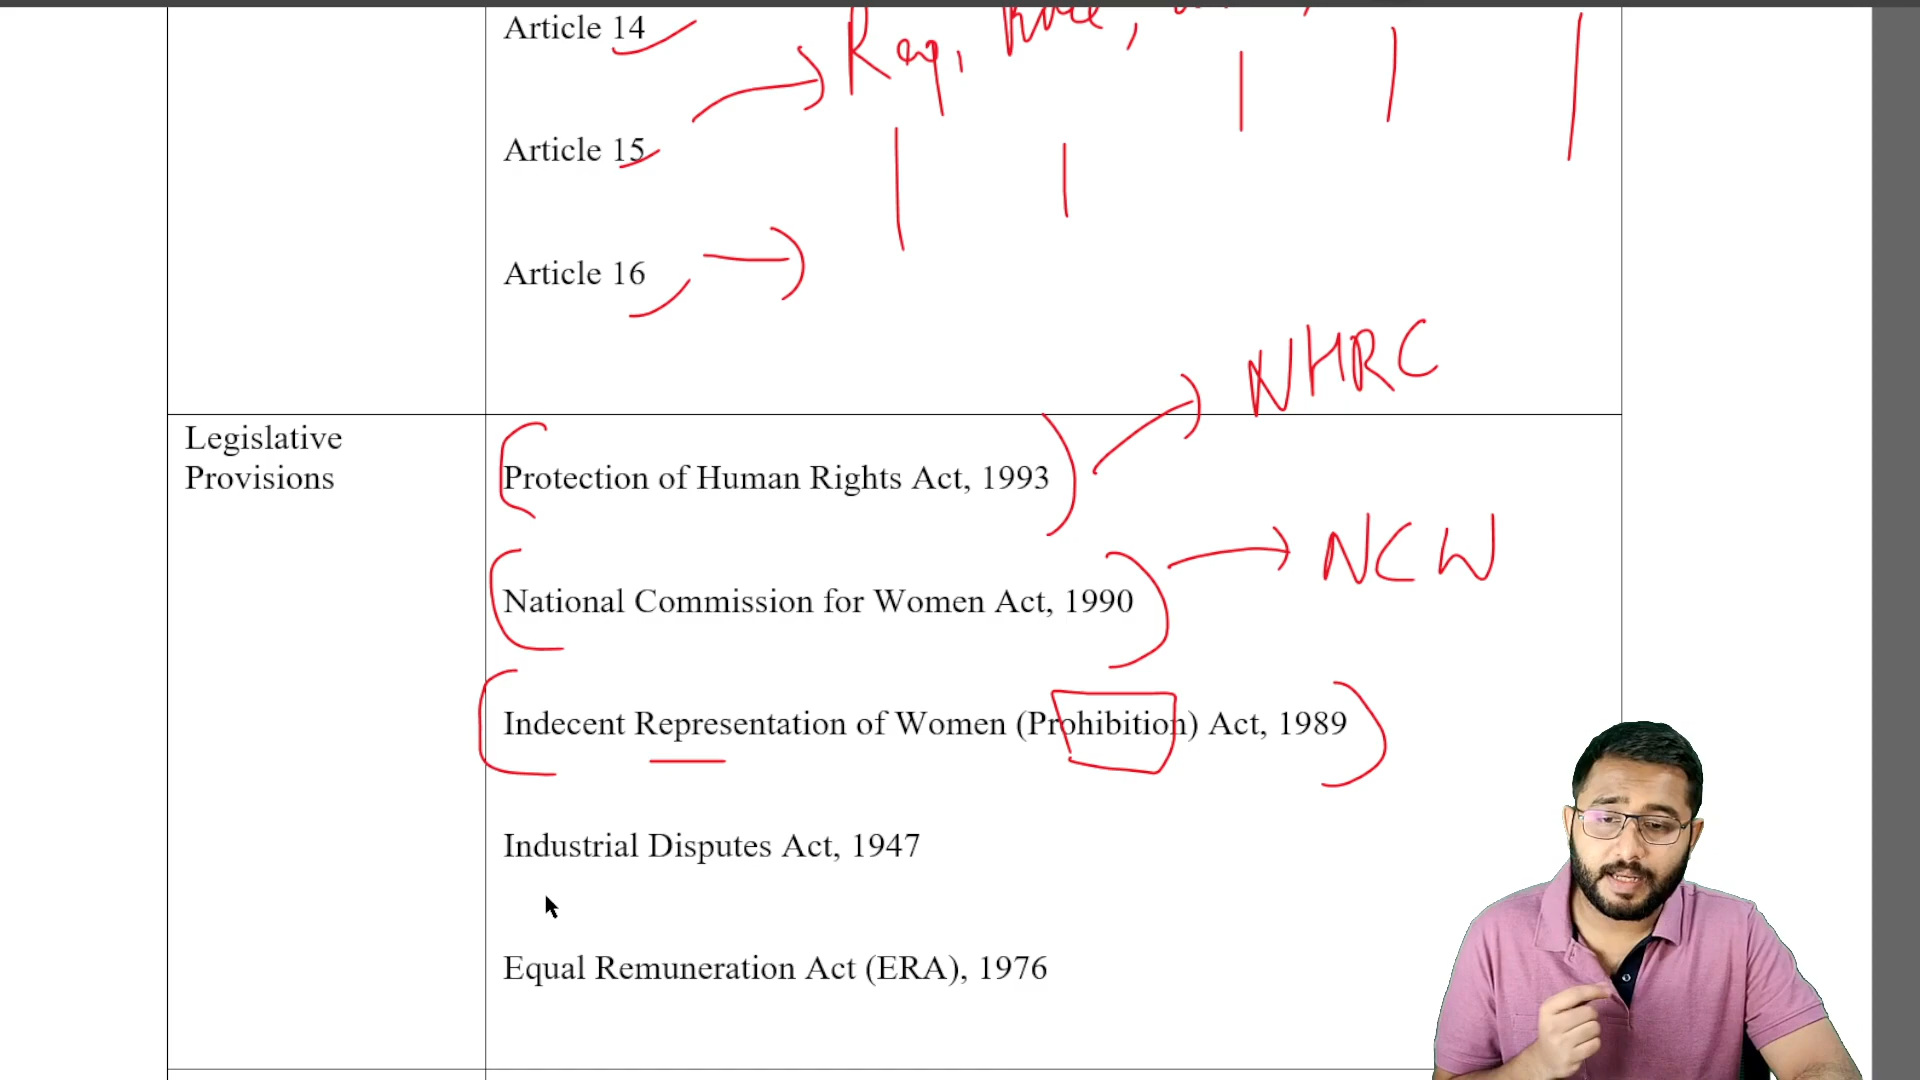 Article 14
Article 15
Article 16
NHRC
Legislative
Provisions
Protection of Human Rights Act, 1993
NCW
National Commission for Women Act, 1990
Indecent Representation of Women (Prohibition) Act, 1989
Industrial Disputes Act, 1947
Equal Remuneration Act (ERA), 1976